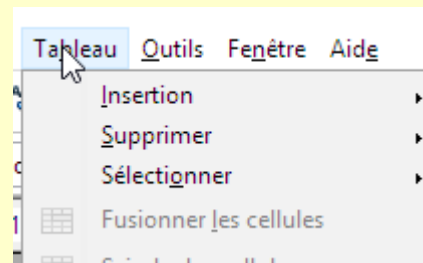 Tableau Outils Fenêtre Aide
Insertion
Supprimer
Sélectionner
Fusionner les cellules